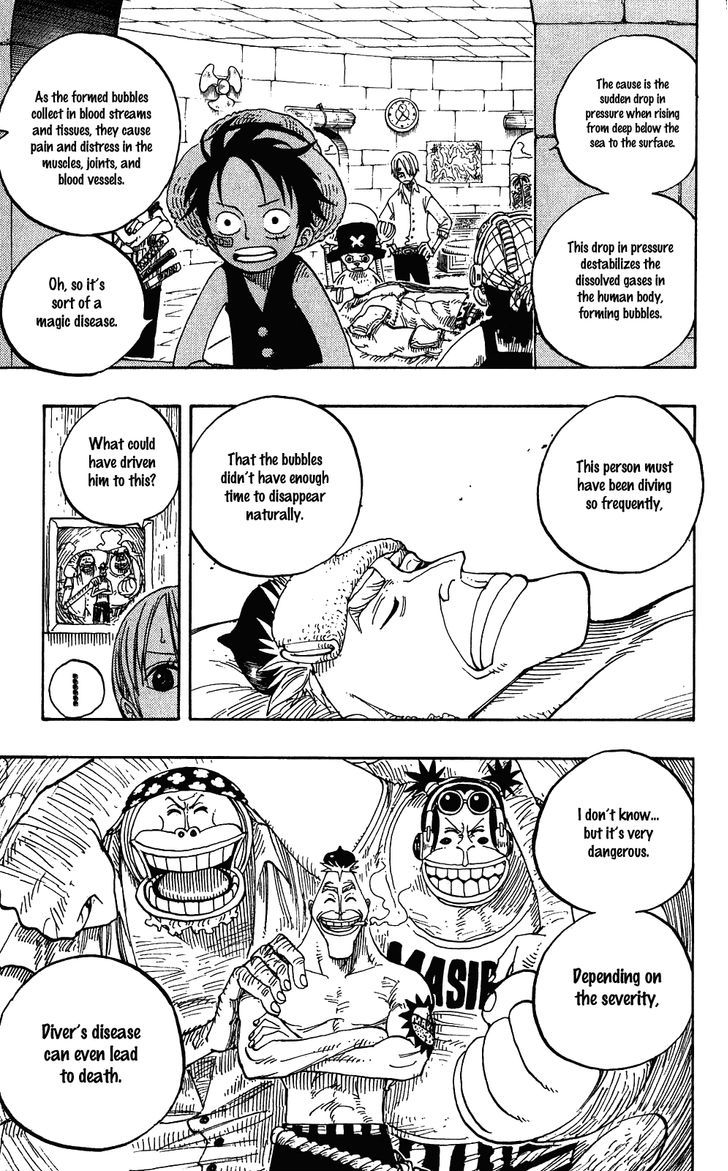 The cause is the
sudden drop in
pressure when rising
from deep below the
sea to the surface.
This drop in pressure
destabilizes the
dissolved gases in
the human body,
forming bubbles.
As the formed bubbles
collect in blood streams
and tissues, they cause
pain and distress in the
muscles, joints, and
blood vessels.
Oh, so it's
sort of a
magic disease.
This person must
have been diving
so frequently,
That the bubbles
didn't have enough
time to disappear
naturally.
What could
have driven
him to this?
......
I don't know...
but it's very
dangerous.
Depending on
the severity,
MASIR
Diver's disease
can even lead
to death.